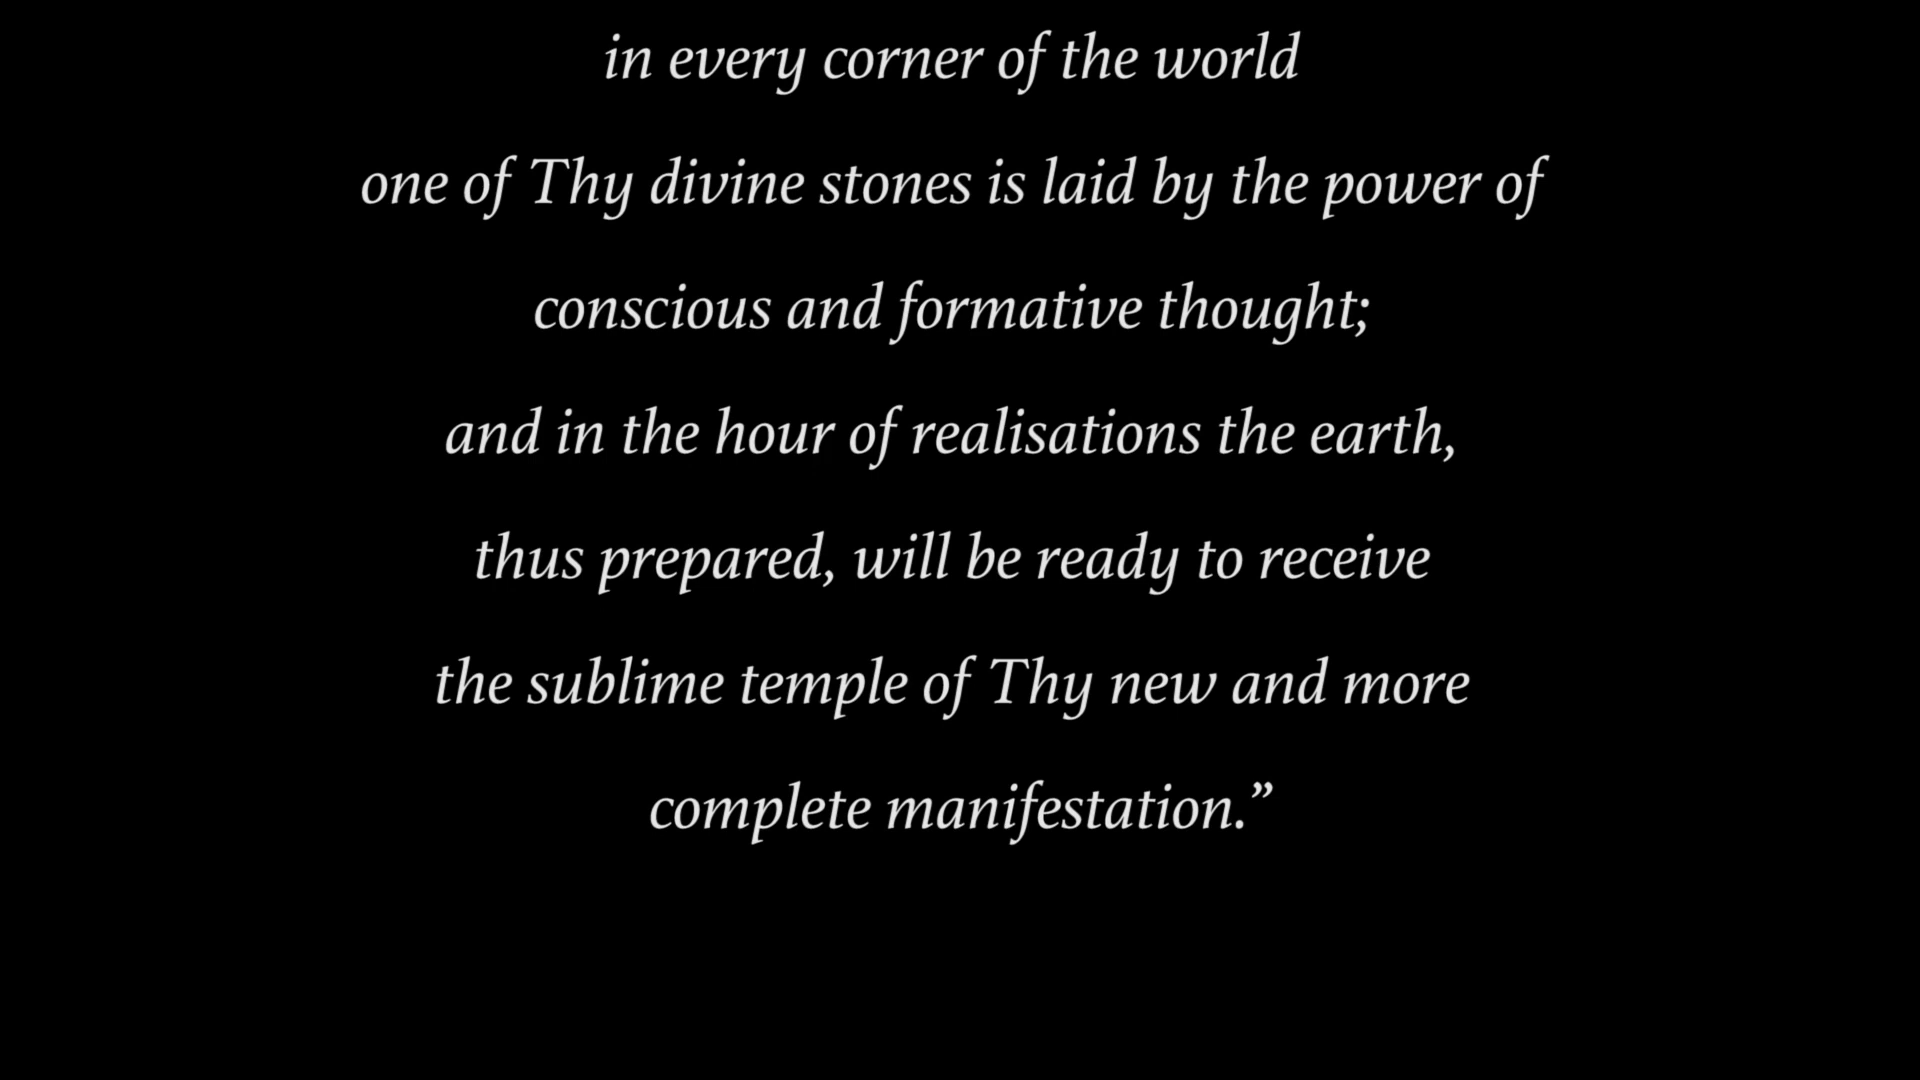 in every corner of the world
one of Thy divine stones is laid by the power of
conscious and formative thought;
and in the hour of realisations the earth,
thus prepared, will be ready to receive
the sublime temple of Thy new and more
complete manifestation.”